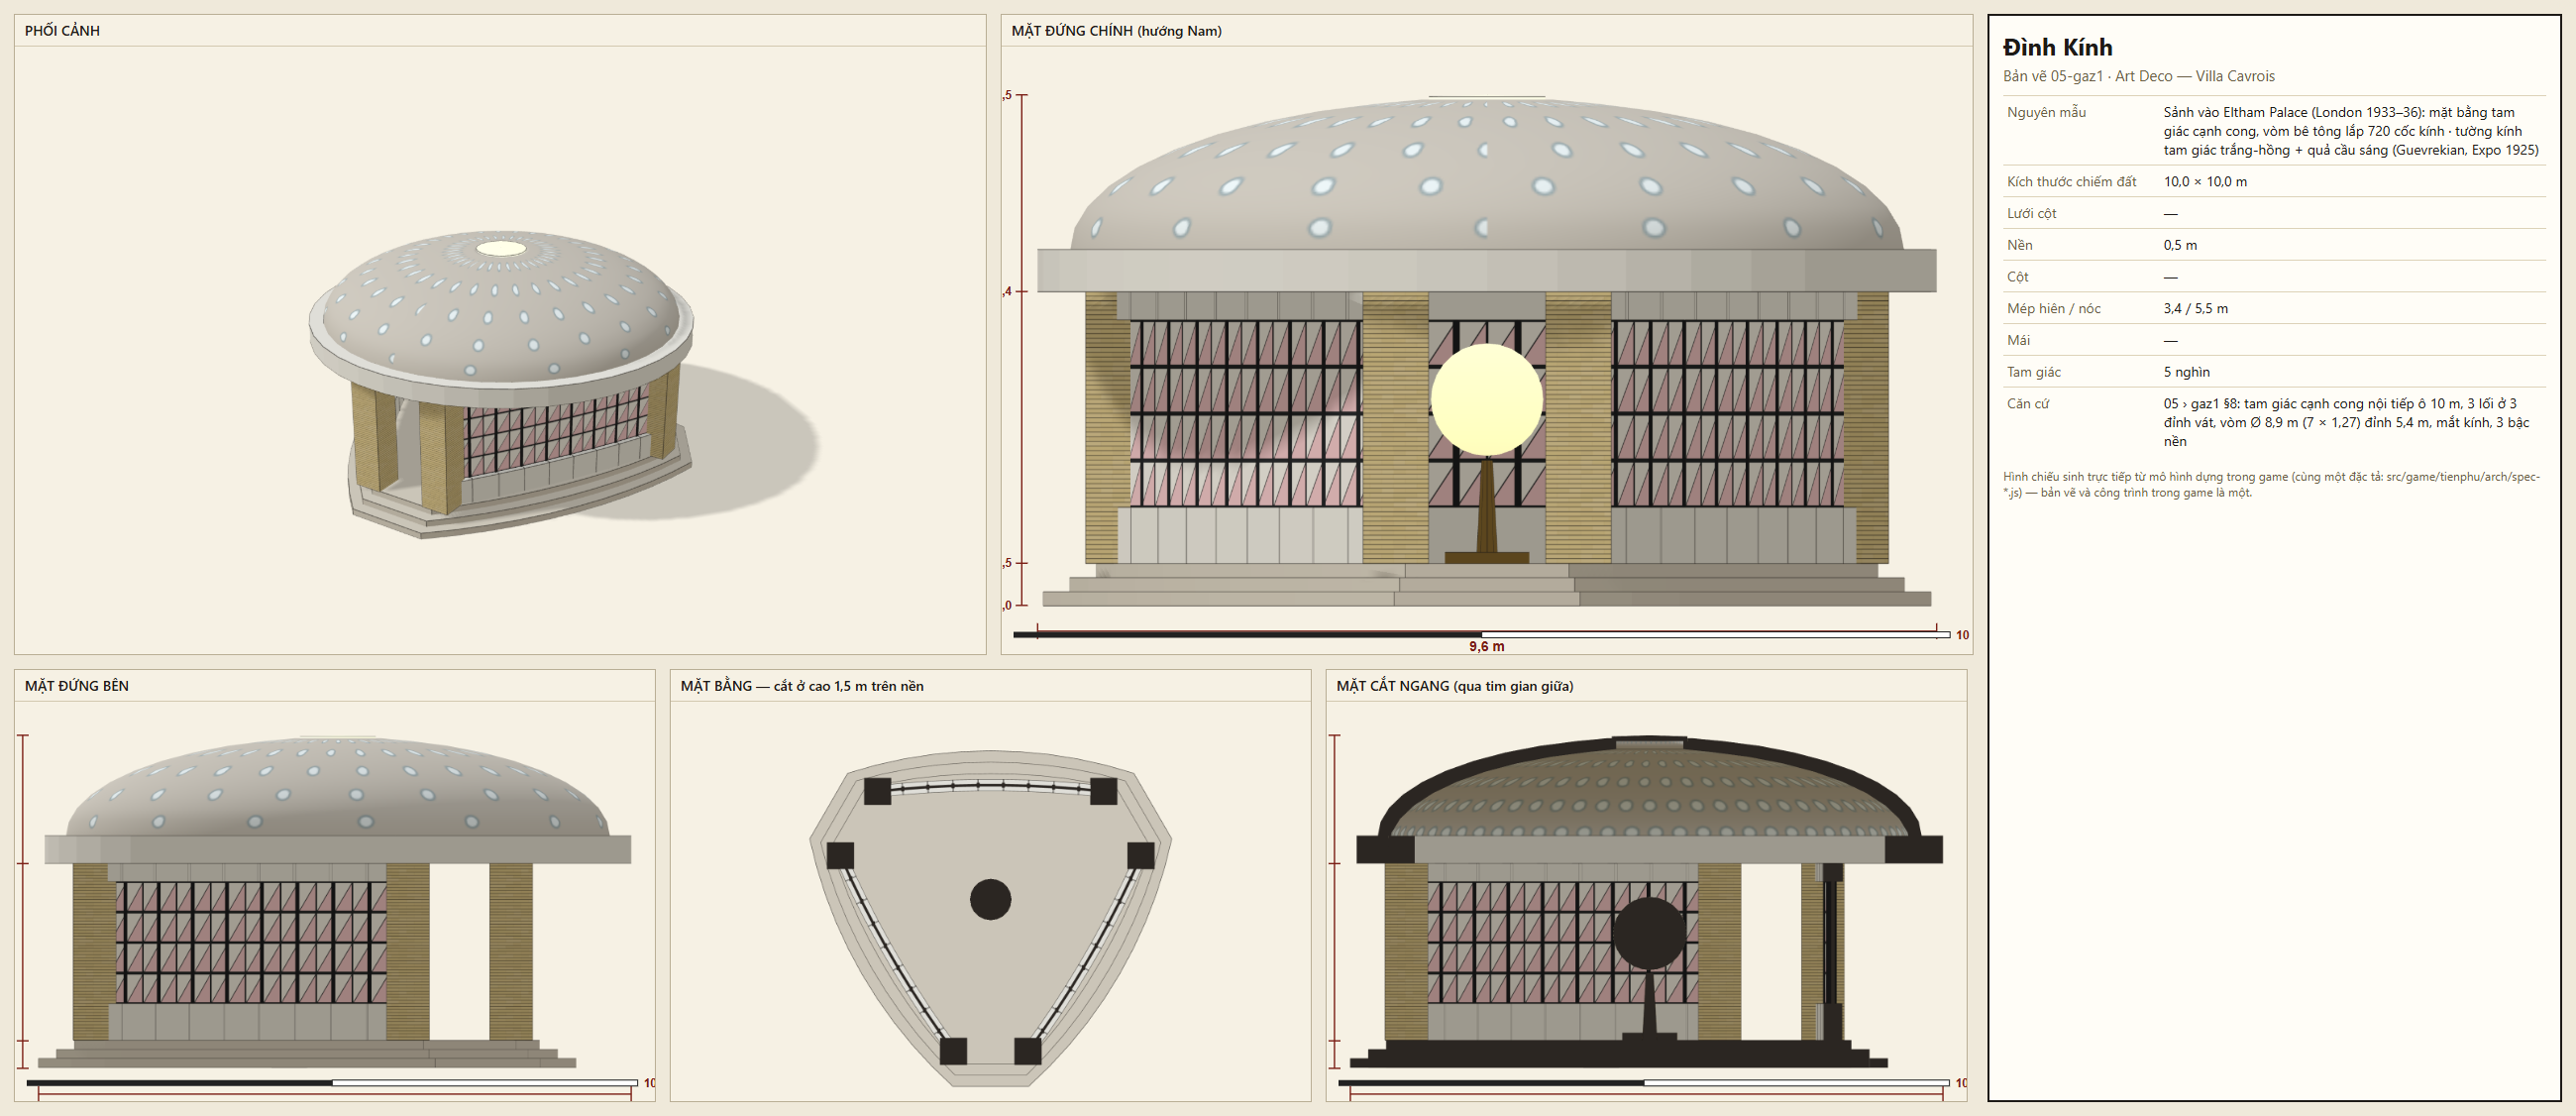 PHỐI CẢNH
MẶT ĐỨNG CHÍNH (hướng Nam)
,5
,4
,5
,0
10
9,6 m
MẶT ĐỨNG BÊN
10
MẶT BẰNG — cắt ở cao 1,5 m trên nền
MẶT CẮT NGANG (qua tim gian giữa)
10
Đình Kính
Bản vẽ 05-gaz1 · Art Deco — Villa Cavrois
Nguyên mẫu
Sảnh vào Eltham Palace (London 1933–36): mặt bằng tam
giác cạnh cong, vòm bê tông lắp 720 cốc kính · tường kính
tam giác trắng-hồng + quả cầu sáng (Guevrekian, Expo 1925)
Kích thước chiếm đất 10,0 × 10,0 m
Lưới cột —
Nền 0,5 m
Cột —
Mép hiên / nóc 3,4 / 5,5 m
Mái —
Tam giác 5 nghìn
Căn cứ
05 › gaz1 §8: tam giác cạnh cong nội tiếp ô 10 m, 3 lối ở 3
đỉnh vát, vòm Ø 8,9 m (7 × 1,27) đỉnh 5,4 m, mắt kính, 3 bậc
nền
Hình chiếu sinh trực tiếp từ mô hình dựng trong game (cùng một đặc tả: src/game/tienphu/arch/spec-
*.js) — bản vẽ và công trình trong game là một.